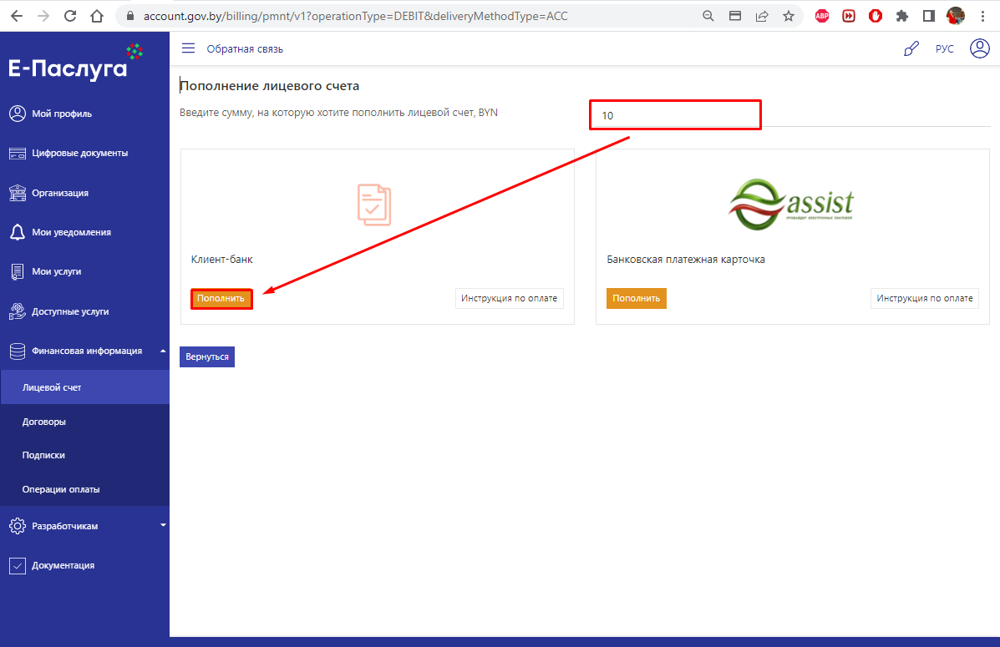 account.gov.by/billing/pmnt/v1?operationType=DEBIT&deliveryMethodType=ACC
ABP
Е-Паслуга
Обратная связь
РУС
Мой профиль
Цифровые документы
Организация
Мои уведомления
Мои услуги
Доступные услуги
Финансовая информация
Лицевой счет
Договоры
Подписки
Операции оплаты
Разработчикам
Документация
Пополнение лицевого счета
Введите сумму, на которую хотите пополнить лицевой счет, BYN
10
Клиент-банк
Пополнить
Инструкция по оплате
assist
ПРОВАЙДЕР ЭЛЕКТРОННЫХ ПЛАТЕЖЕЙ
Банковская платежная карточка
Пополнить
Инструкция по оплате
Вернуться